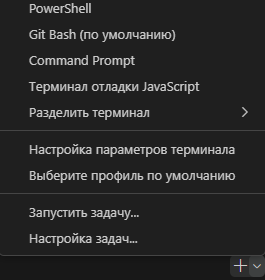 PowerShell
Git Bash (по умолчанию)
Command Prompt
Терминал отладки JavaScript
Разделить терминал
Настройка параметров терминала
Выберите профиль по умолчанию
Запустить задачу...
Настройка задач...